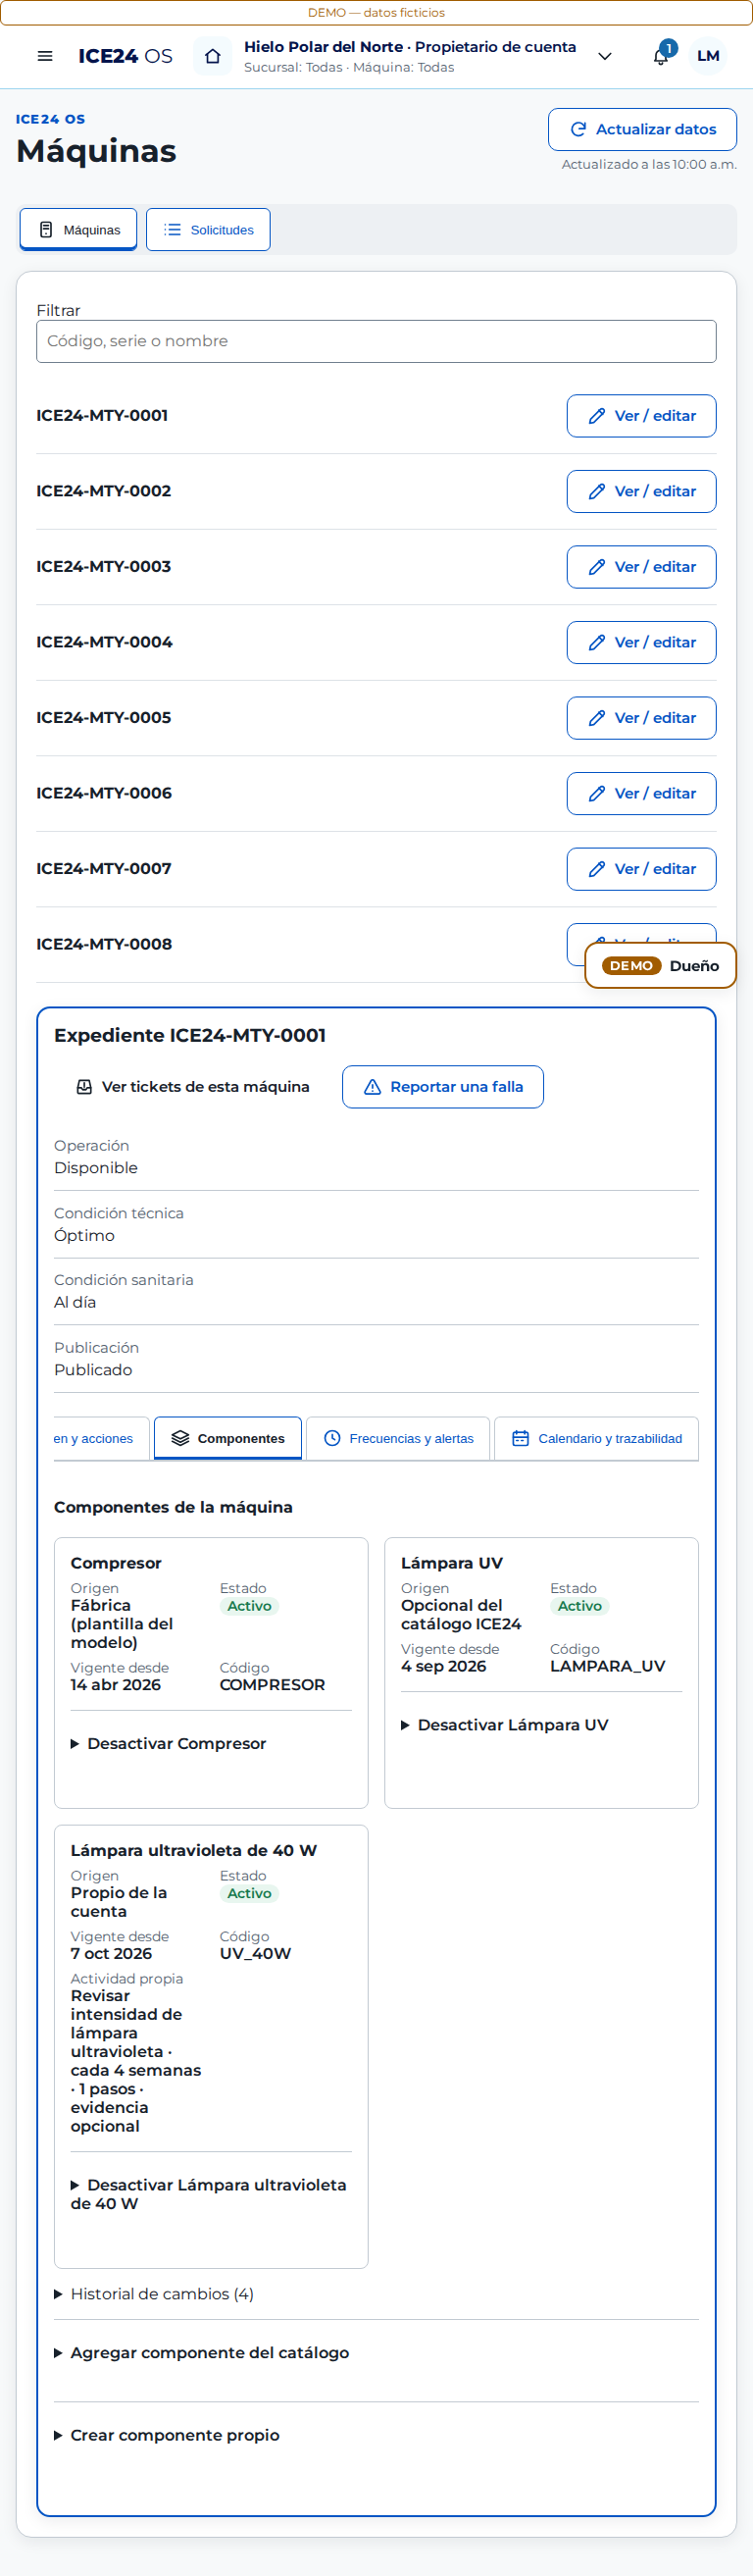 DEMO — datos ficticios
ICE24 OS
Hielo Polar del Norte · Propietario de cuenta
Sucursal: Todas · Máquina: Todas
1
LM
ICE24 OS
Máquinas
Actualizar datos
Actualizado a las 10:00 a.m.
Máquinas
Solicitudes
Filtrar
Código, serie o nombre
ICE24-MTY-0001
Ver / editar
ICE24-MTY-0002
Ver / editar
ICE24-MTY-0003
Ver / editar
ICE24-MTY-0004
Ver / editar
ICE24-MTY-0005
Ver / editar
ICE24-MTY-0006
Ver / editar
ICE24-MTY-0007
Ver / editar
ICE24-MTY-0008
DEMO Dueño
Expediente ICE24-MTY-0001
Ver tickets de esta máquina
Reportar una falla
Operación
Disponible
Condición técnica
Óptimo
Condición sanitaria
Al día
Publicación
Publicado
en y acciones
Componentes
Frecuencias y alertas
Calendario y trazabilidad
Componentes de la máquina
Compresor
Origen
Fábrica
(plantilla del
modelo)
Estado
Activo
Vigente desde
14 abr 2026
Código
COMPRESOR
Desactivar Compresor
Lámpara UV
Origen
Opcional del
catálogo ICE24
Estado
Activo
Vigente desde
4 sep 2026
Código
LAMPARA_UV
Desactivar Lámpara UV
Lámpara ultravioleta de 40 W
Origen
Propio de la
cuenta
Estado
Activo
Vigente desde
7 oct 2026
Código
UV_40W
Actividad propia
Revisar
intensidad de
lámpara
ultravioleta ·
cada 4 semanas
· 1 pasos ·
evidencia
opcional
Desactivar Lámpara ultravioleta
de 40 W
Historial de cambios (4)
Agregar componente del catálogo
Crear componente propio